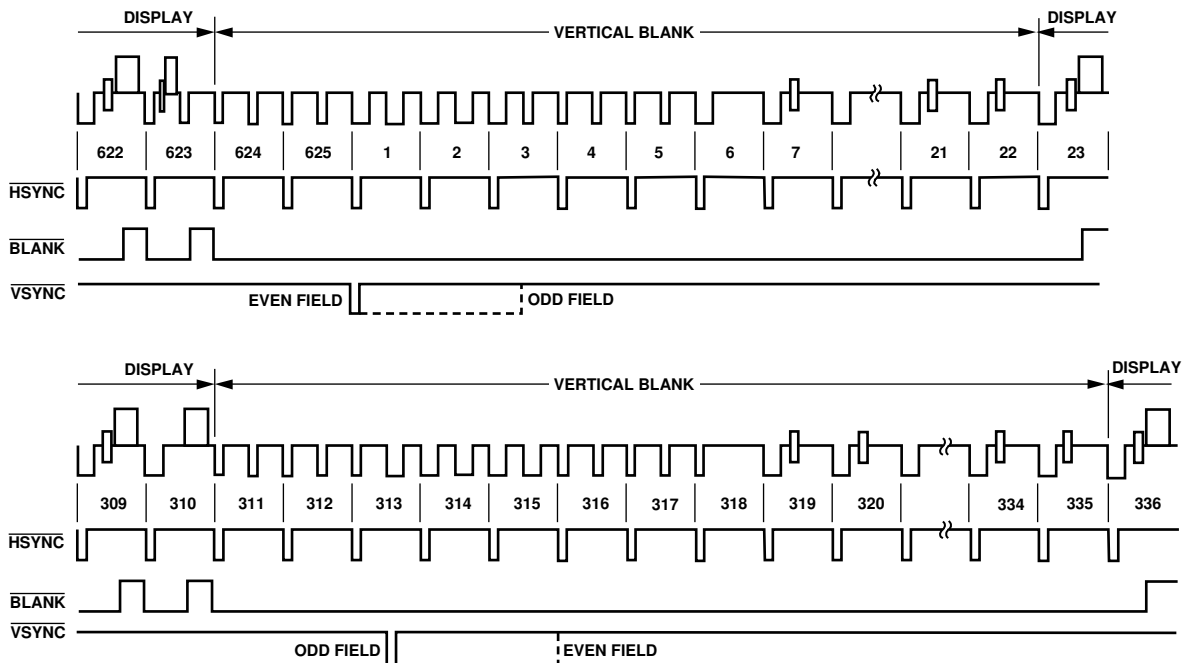 DISPLAY VERTICAL BLANK DISPLAY
622 623 624 625 1 2 3 4 5 6 7 21 22 23
HSYNC
BLANK
VSYNC
EVEN FIELD ODD FIELD
DISPLAY VERTICAL BLANK DISPLAY
309 310 311 312 313 314 315 316 317 318 319 320 334 335 336
HSYNC
BLANK
VSYNC
ODD FIELD EVEN FIELD